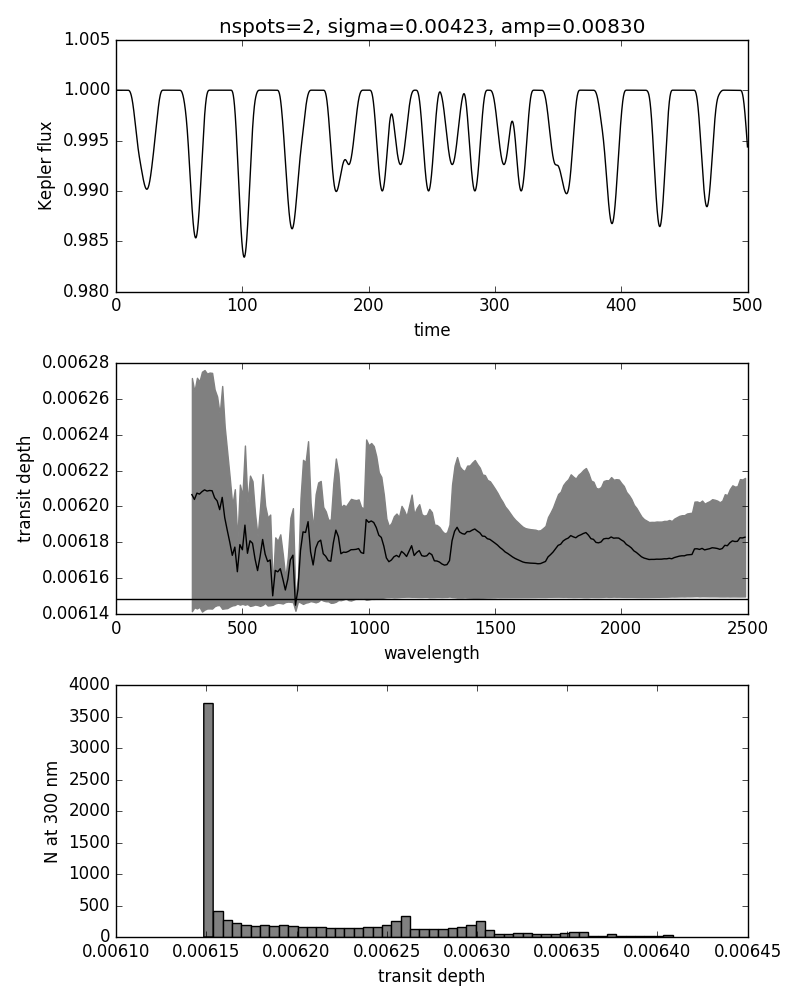 nspots=2, sigma=0.00423, amp=0.00830
1.005
1.000
0.995
0.990
0.985
0.980
Kepler flux
0 100 200 300 400 500
time
0.00628
0.00626
0.00624
0.00622
0.00620
0.00618
0.00616
0.00614
transit depth
0 500 1000 1500 2000 2500
wavelength
4000
3500
3000
2500
2000
1500
1000
500
0
N at 300 nm
0.00610 0.00615 0.00620 0.00625 0.00630 0.00635 0.00640 0.00645
transit depth